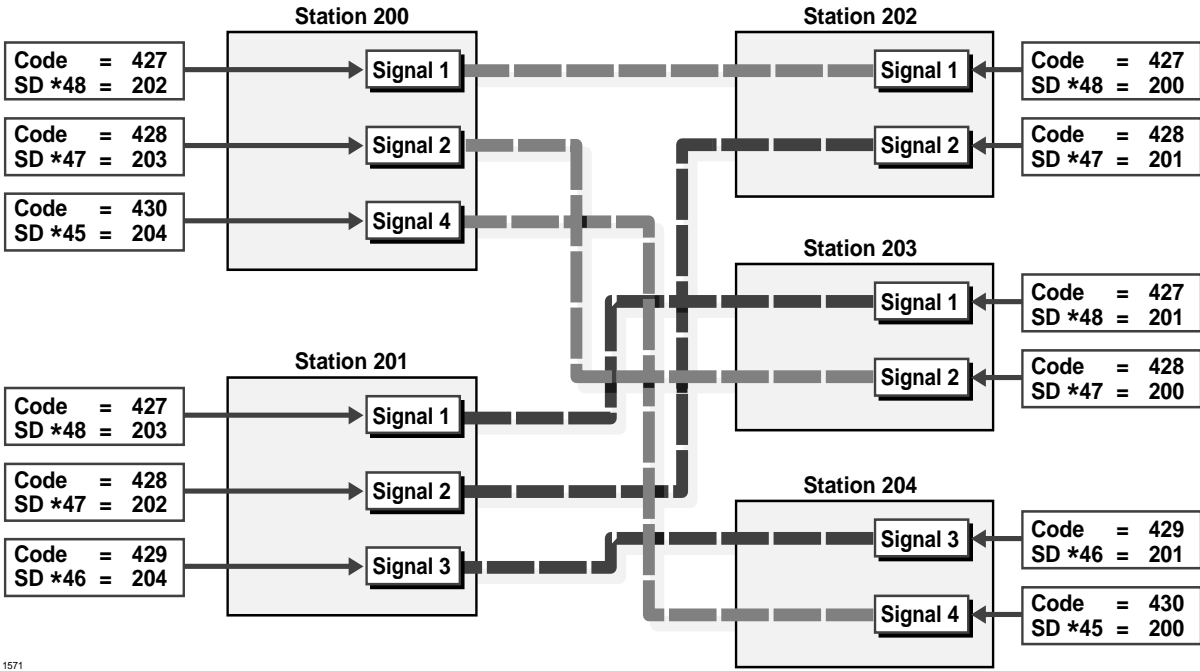 Station 200
Code = 427
SD *48 = 202
Signal 1
Code = 428
SD *47 = 203
Signal 2
Code = 430
SD *45 = 204
Signal 4
Station 201
Code = 427
SD *48 = 203
Signal 1
Code = 428
SD *47 = 202
Signal 2
Code = 429
SD *46 = 204
Signal 3
Station 202
Signal 1
Code = 427
SD *48 = 200
Signal 2
Code = 428
SD *47 = 201
Station 203
Signal 1
Code = 427
SD *48 = 201
Signal 2
Code = 428
SD *47 = 200
Station 204
Signal 3
Code = 429
SD *46 = 201
Signal 4
Code = 430
SD *45 = 200
1571